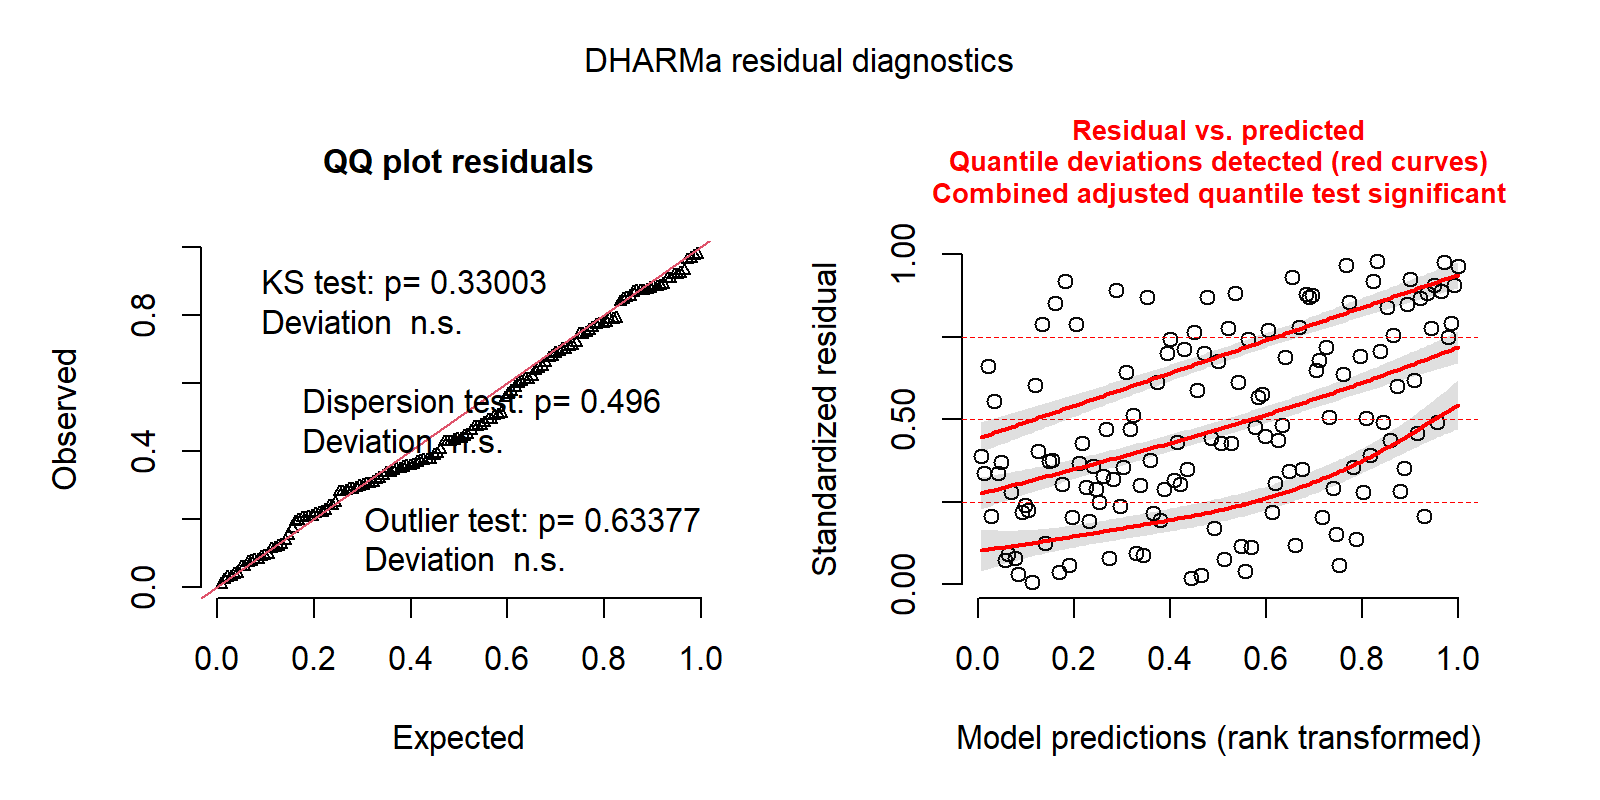 DHARMa residual diagnostics
QQ plot residuals
KS test: p= 0.33003
Deviation n.s.
Dispersion test: p= 0.496
Deviation n.s.
Outlier test: p= 0.63377
Deviation n.s.
Observed
0.0
0.4
0.8
0.0 0.2 0.4 0.6 0.8 1.0
Expected
Residual vs. predicted
Quantile deviations detected (red curves)
Combined adjusted quantile test significant
Standardized residual
0.00
0.50
1.00
0.0 0.2 0.4 0.6 0.8 1.0
Model predictions (rank transformed)